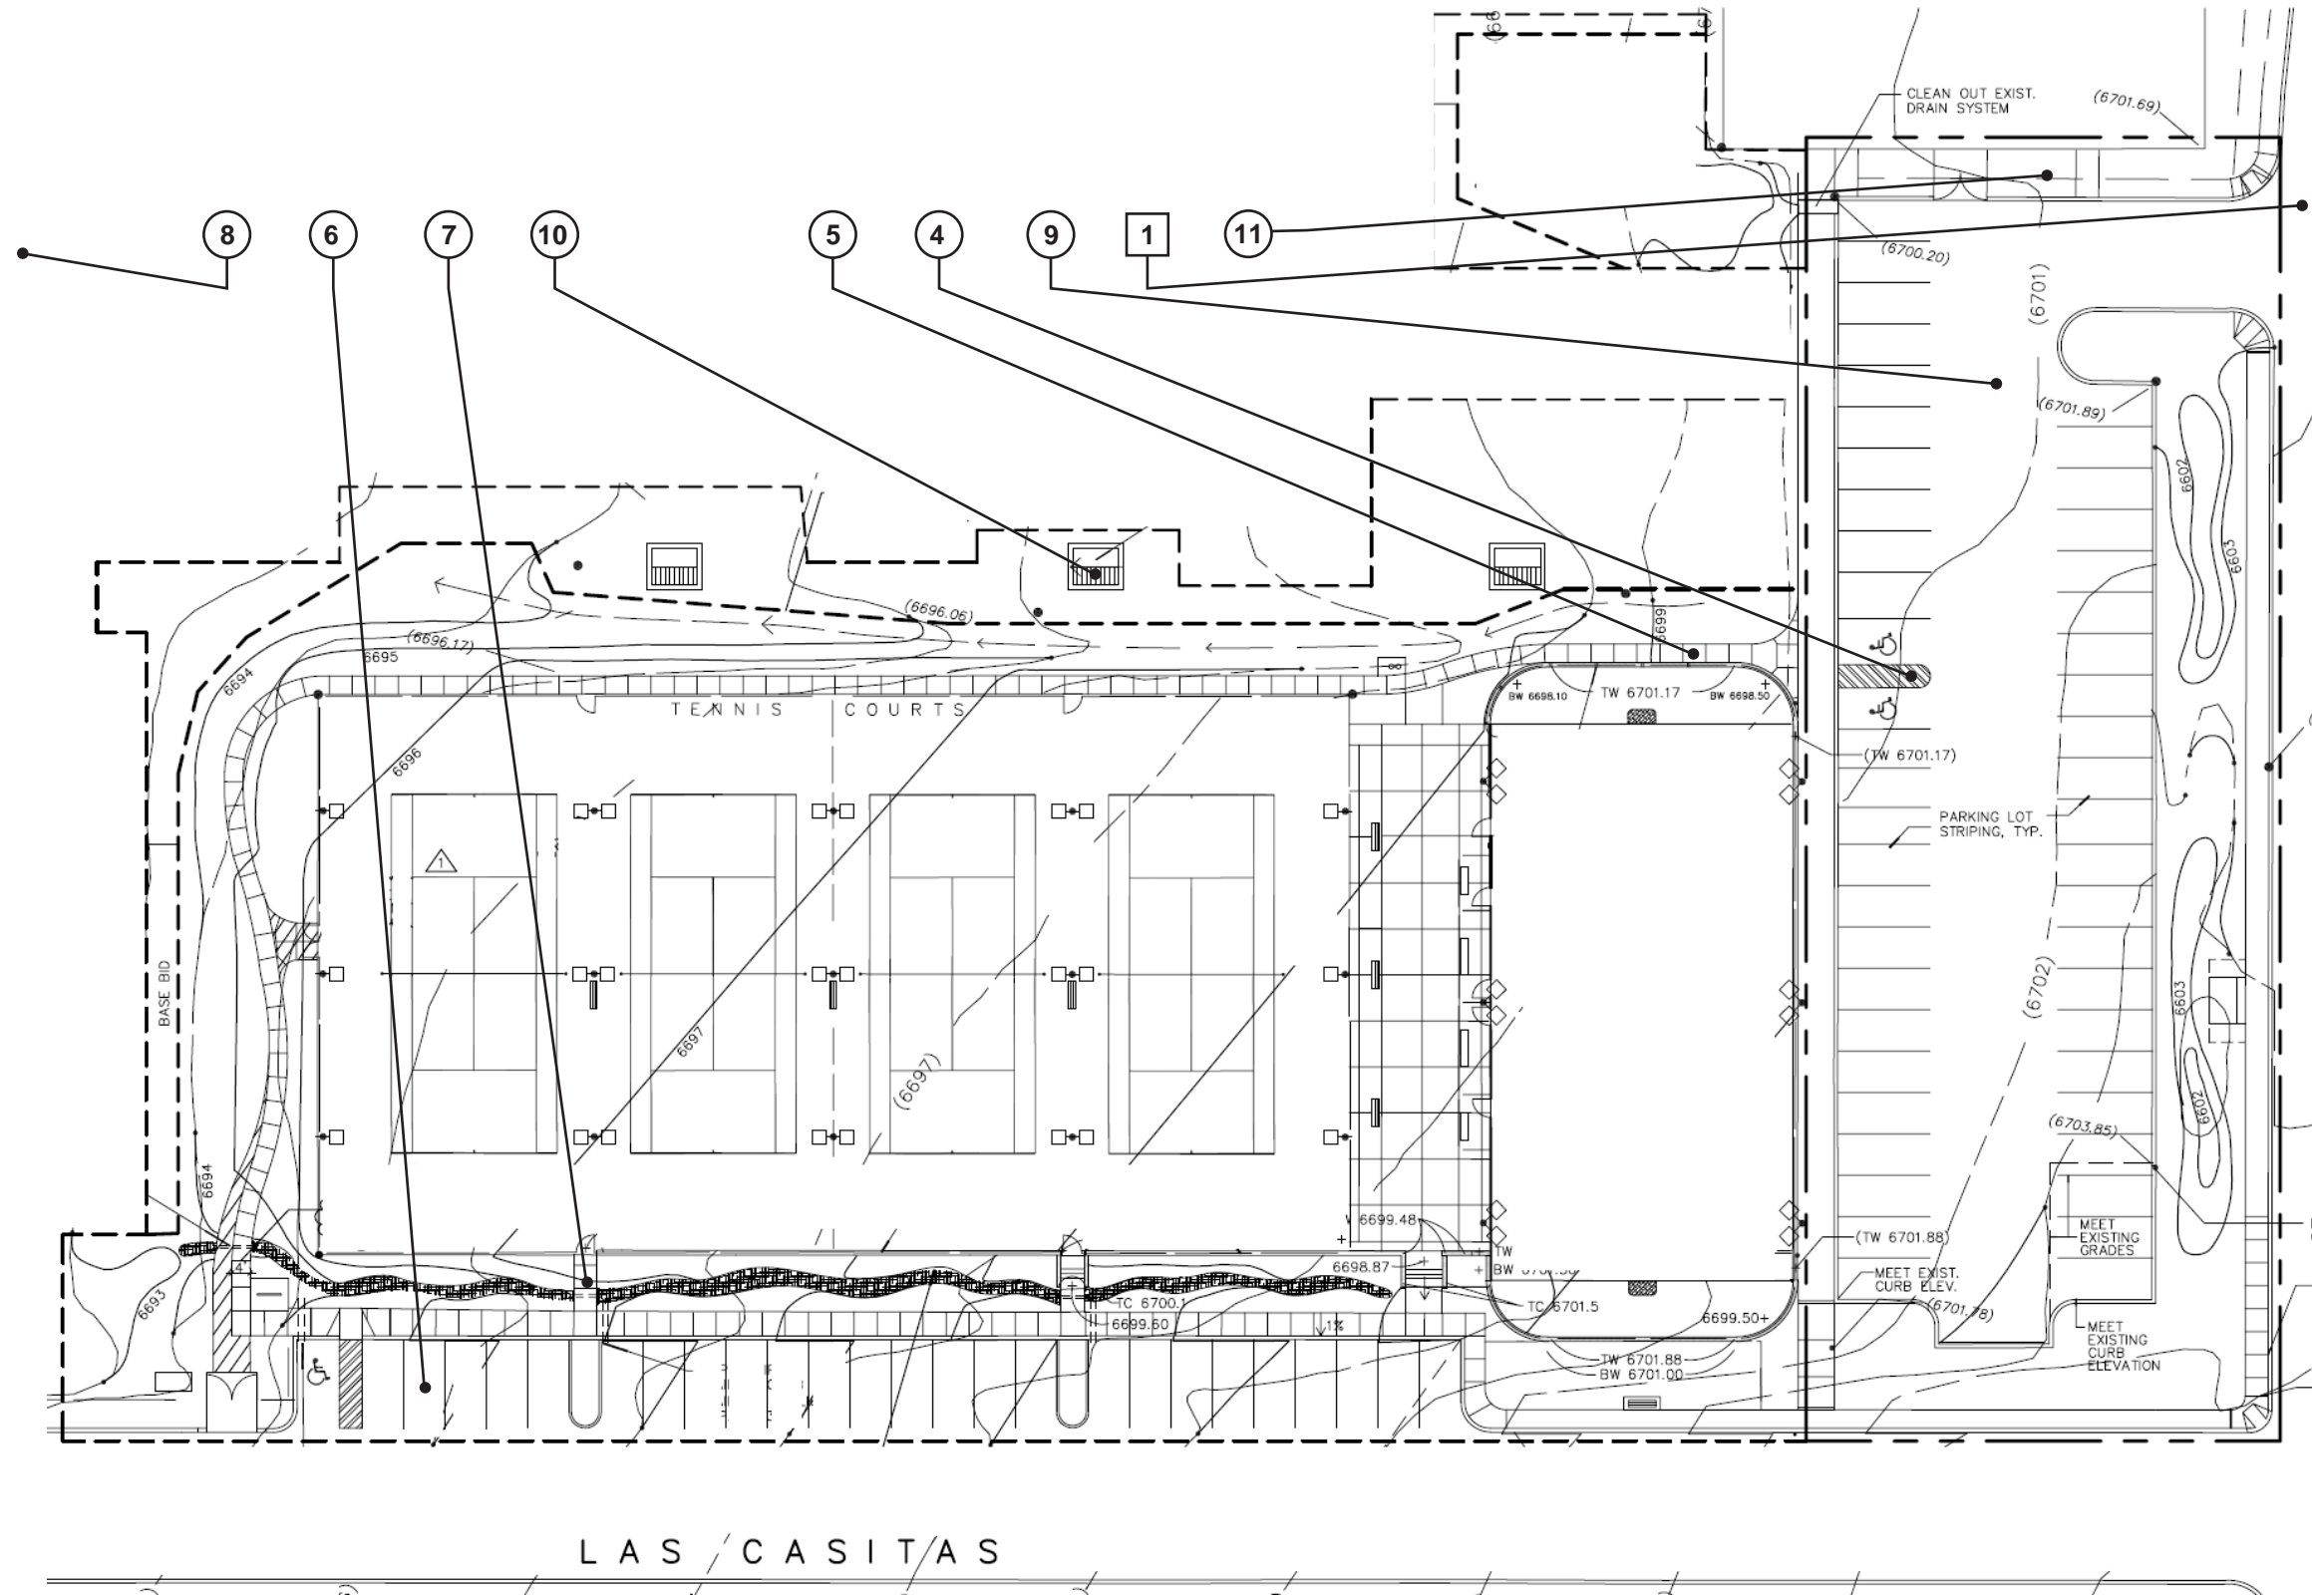 (66
CLEAN OUT EXIST.
DRAIN SYSTEM
(6701.69)
8
6
7
10
5
4
9
1
11
(6700.20)
(6701)
(6701.89)
6602
6603
(6696.06)
(6696.17)
6695
6694
6699
BW 6698.10
TW 6701.17
BW 6698.50
TENNIS COURTS
6696
(TW 6701.17)
PARKING LOT
STRIPING, TYP.
1
BASE BID
6697
(6697)
(6702)
6603
6602
(6703.85)
6694
6699.48
MEET
EXISTING
GRADES
(TW 6701.88)
TW
BW
6698.87
MEET EXIST.
CURB ELEV.
4
6693
TC 6700.1
6699.60
TC 6701.5
(6701.78)
1%
6699.50+
MEET
EXISTING
CURB
ELEVATION
TW 6701.88
BW 6701.00
LAS CASITAS